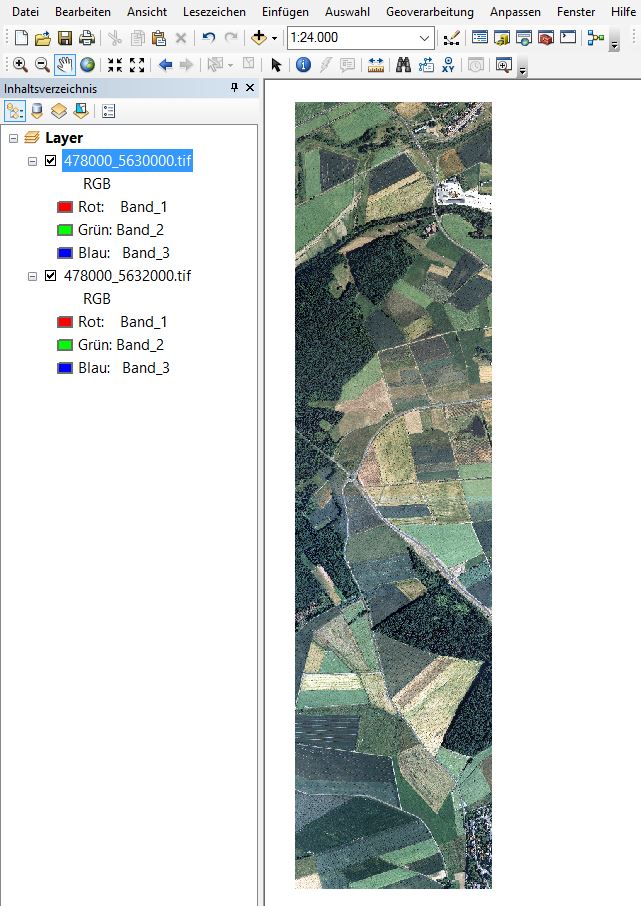 Datei Bearbeiten Ansicht Lesezeichen Einfügen Auswahl Geoverarbeitung Anpassen Fenster Hilfe
1:24.000
XY
Inhaltsverzeichnis
Layer
478000_5630000.tif
RGB
Rot: Band_1
Grün: Band_2
Blau: Band_3
478000_5632000.tif
RGB
Rot: Band_1
Grün: Band_2
Blau: Band_3